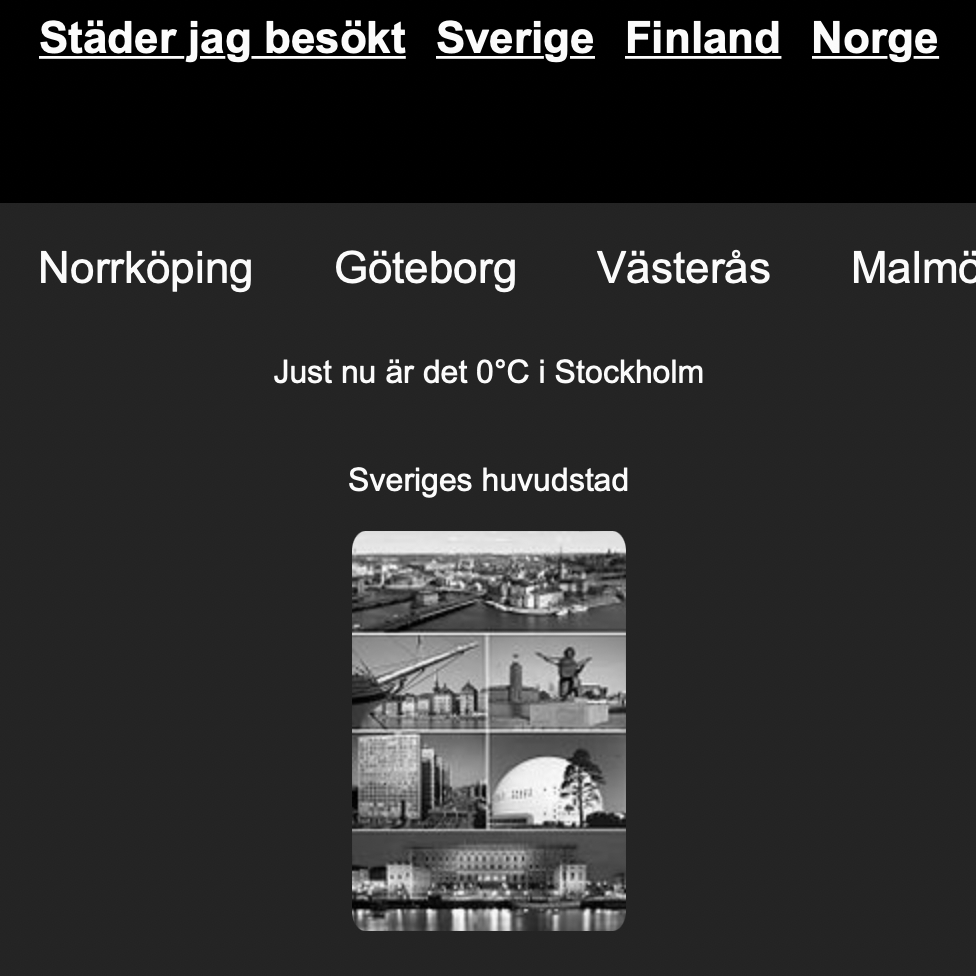 Städer jag besökt Sverige Finland Norge
Norrköping Göteborg Västerås Malmö
Just nu är det 0°C i Stockholm
Sveriges huvudstad